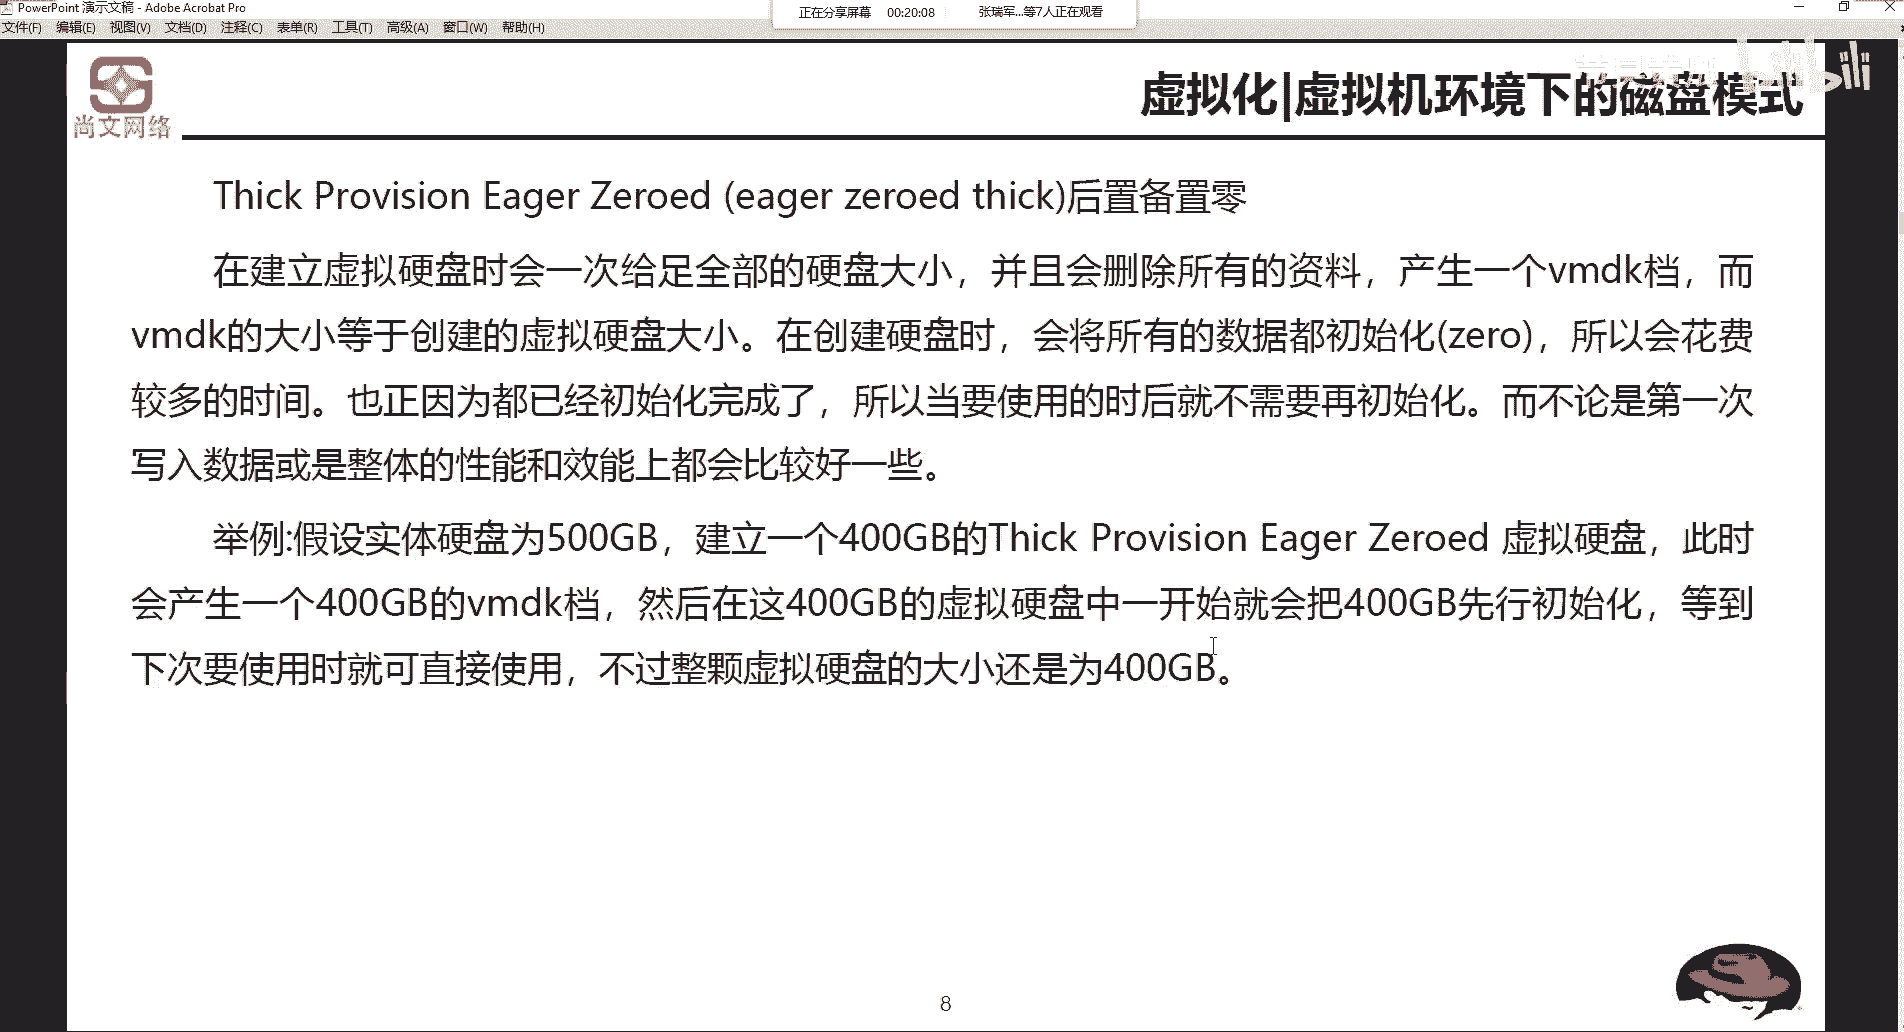 PowerPoint 演示文稿 - Adobe Acrobat Pro
正在分享屏幕 00:20:08 张瑞军...等7人正在观看
文件(F) 编辑(E) 视图(V) 文档(D) 注释(C) 表单(R) 工具(T) 高级(A) 窗口(W) 帮助(H)
bilibili
尚文网络
虚拟化|虚拟机环境下的磁盘模式
Thick Provision Eager Zeroed (eager zeroed thick)后置备置零
在建立虚拟硬盘时会一次给足全部的硬盘大小，并且会删除所有的资料，产生一个vmdk档，而
vmdk的大小等于创建的虚拟硬盘大小。在创建硬盘时，会将所有的数据都初始化(zero)，所以会花费
较多的时间。也正因为都已经初始化完成了，所以当要使用的时后就不需要再初始化。而不论是第一次
写入数据或是整体的性能和效能上都会比较好一些。
举例:假设实体硬盘为500GB，建立一个400GB的Thick Provision Eager Zeroed 虚拟硬盘，此时
会产生一个400GB的vmdk档，然后在这400GB的虚拟硬盘中一开始就会把400GB先行初始化，等到
下次要使用时就可直接使用，不过整颗虚拟硬盘的大小还是为400GB。
8